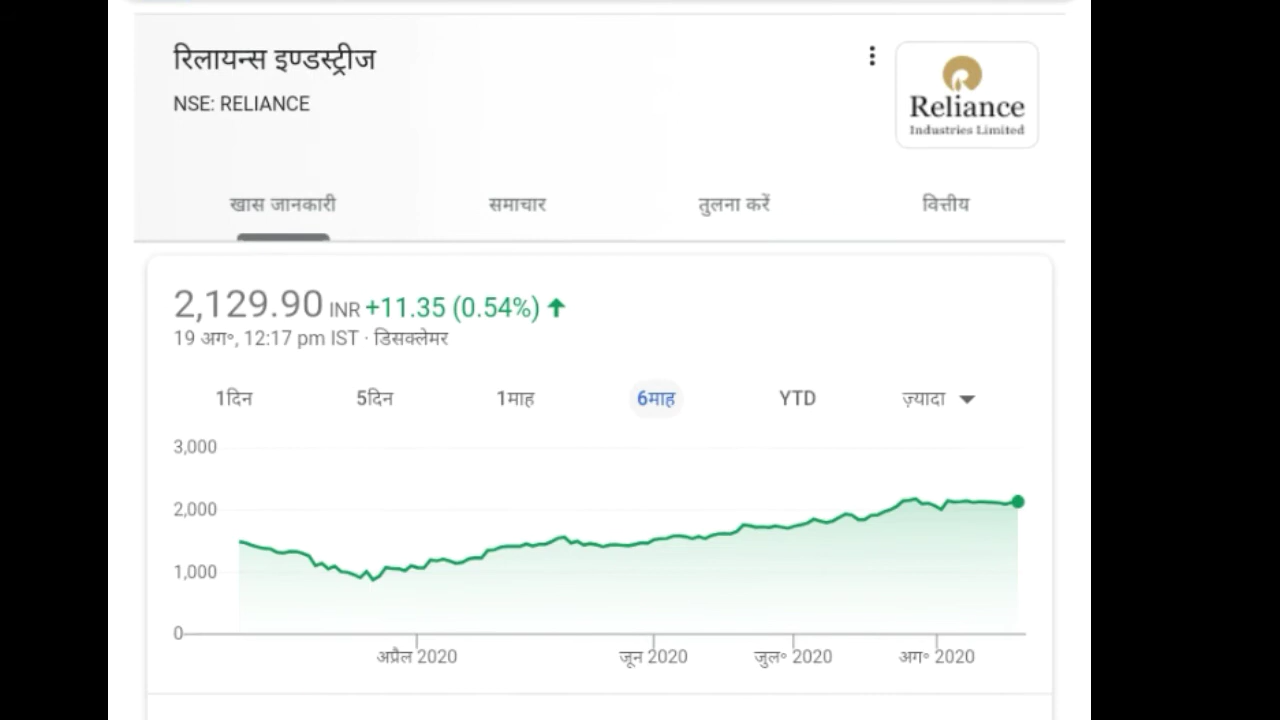 रिलायन्स इण्डस्ट्रीज
NSE: RELIANCE
Reliance
Industries Limited
खास जानकारी समाचार तुलना करें वित्तीय
2,129.90 INR +11.35 (0.54%)
19 अग॰, 12:17 pm IST · डिसक्लेमर
1दिन 5दिन 1माह 6माह YTD ज़्यादा
3,000
2,000
1,000
0
अप्रैल 2020 जून 2020 जुल॰ 2020 अग॰ 2020